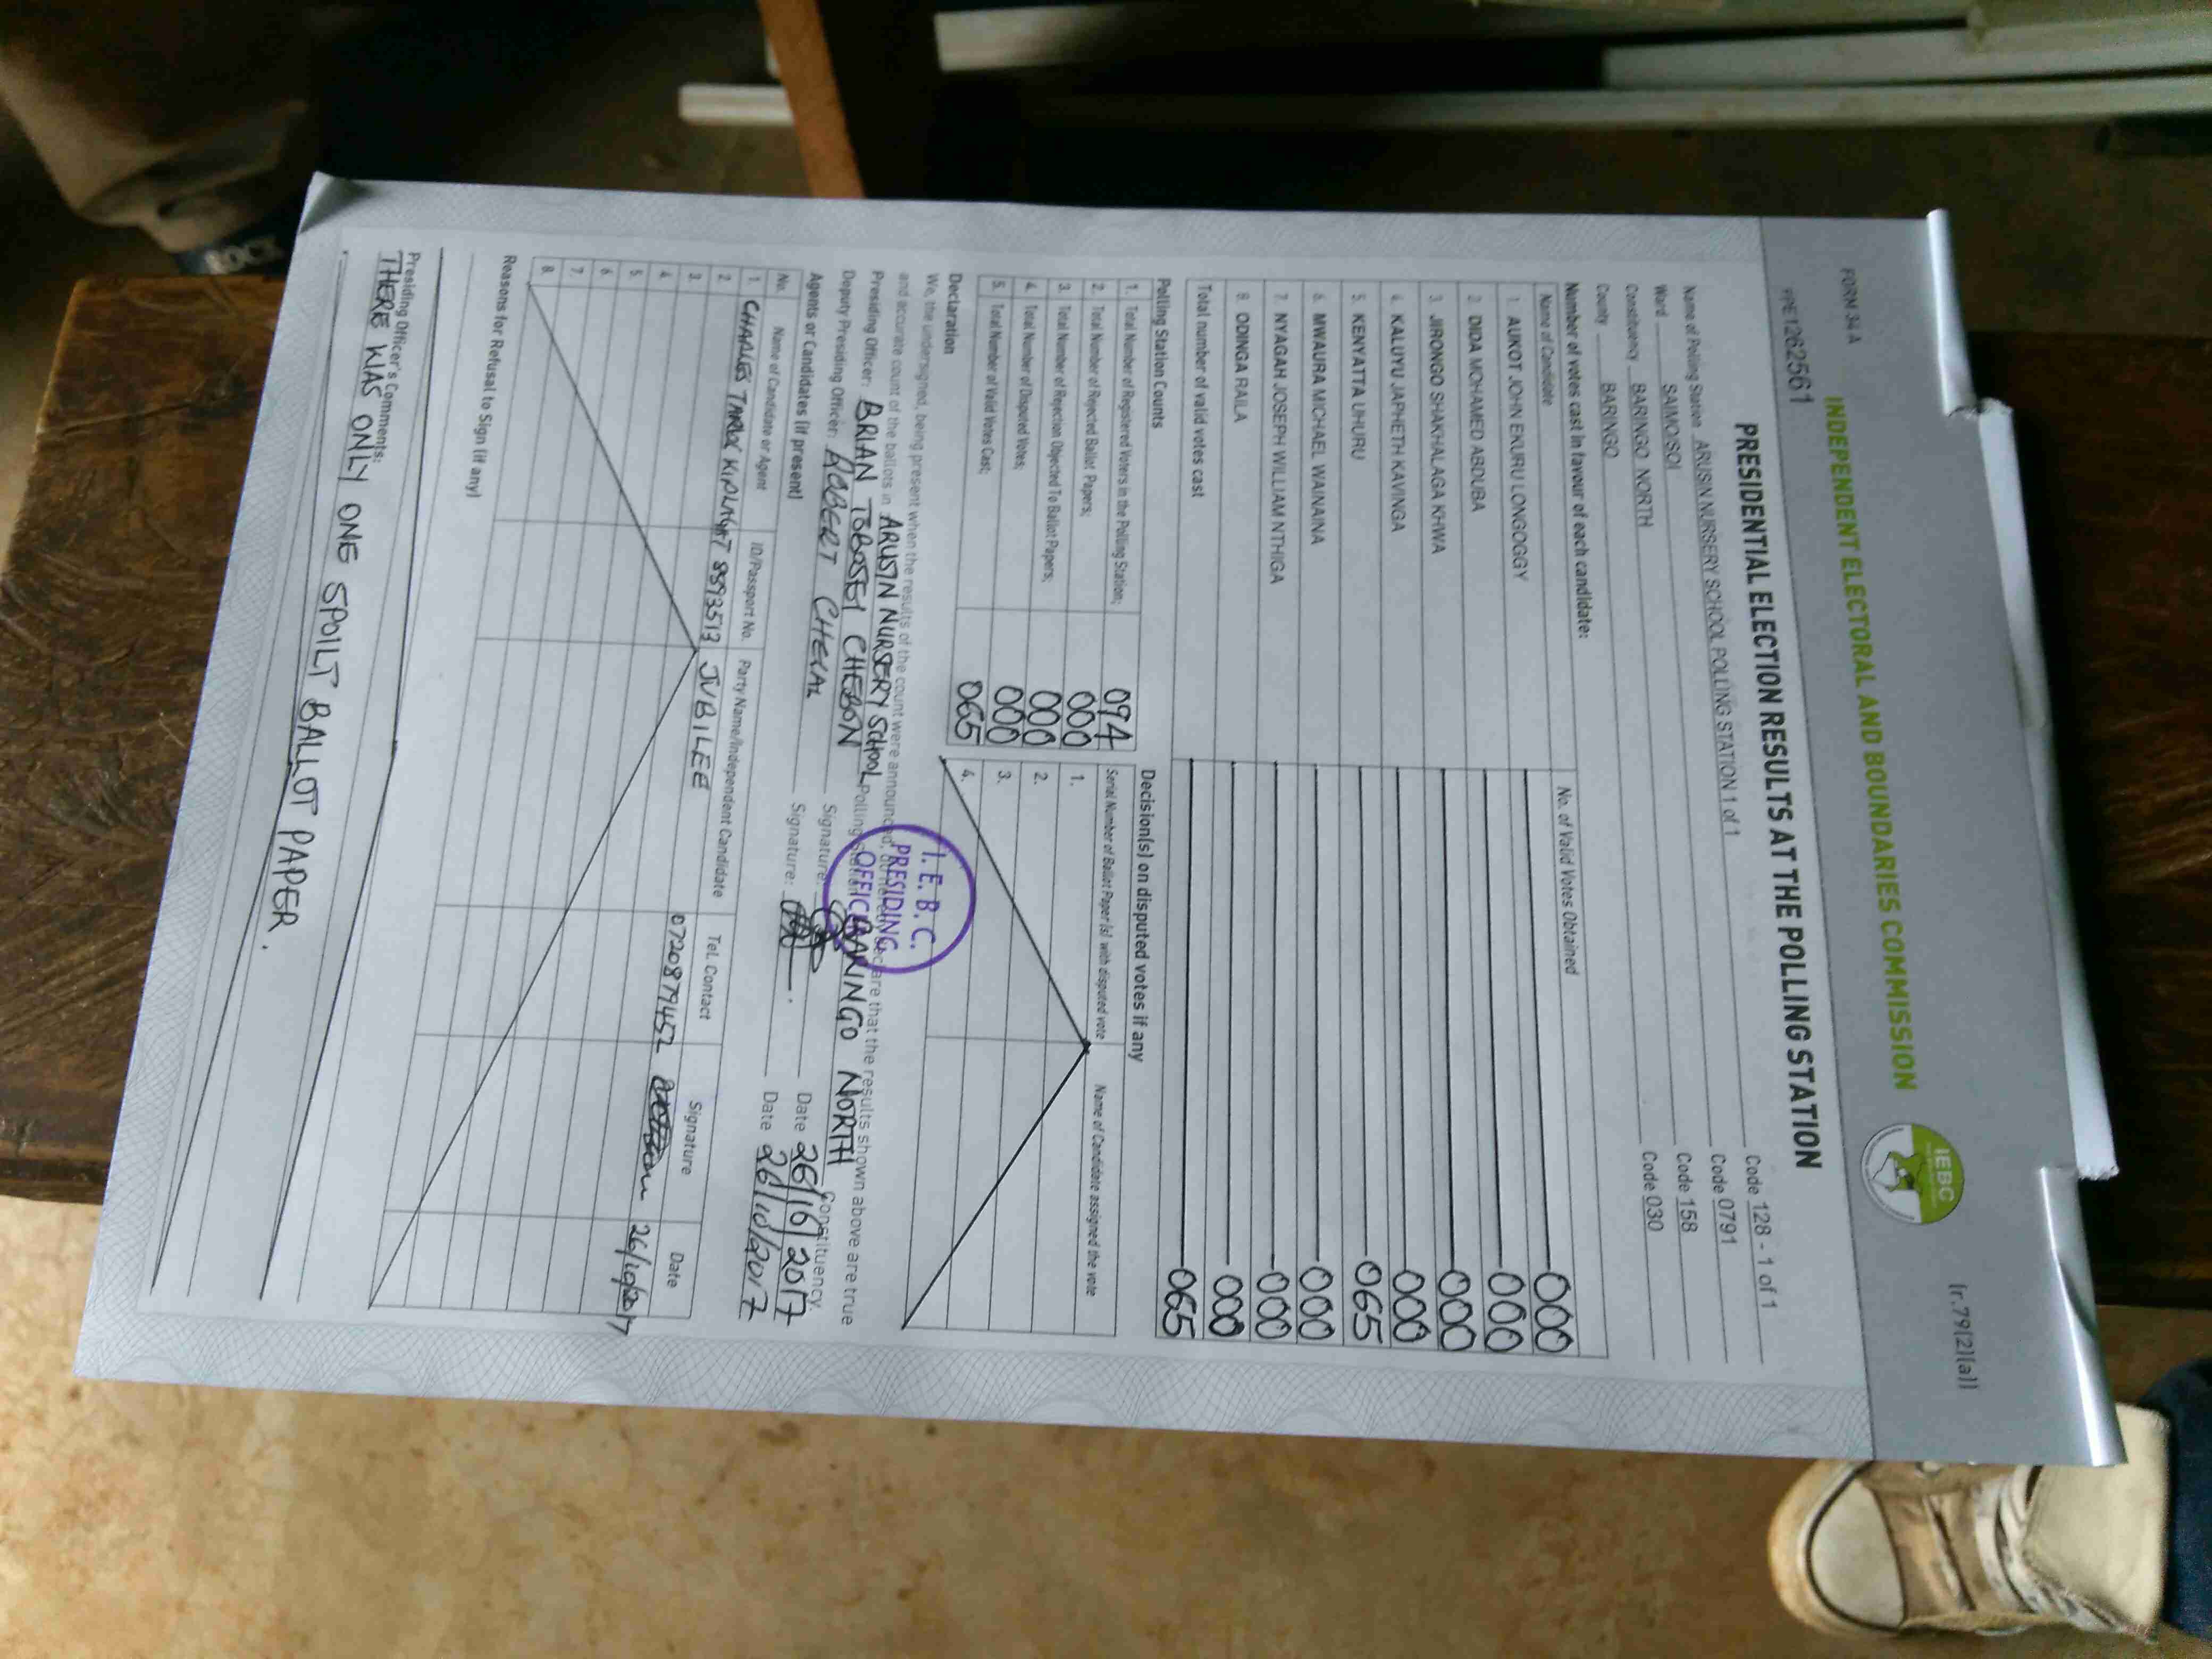 FORM 34 A
(r.79(2)(a))
INDEPENDENT ELECTORAL AND BOUNDARIES COMMISSION
IEBC
PPE 1262561
PRESIDENTIAL ELECTION RESULTS AT THE POLLING STATION
Name of Polling Station ARUSIN NURSERY SCHOOL POLLING STATION 1 of 1 Code 128 - 1 of 1
Ward SAIMO/SOI Code 0791
Constituency BARINGO NORTH Code 158
County BARINGO Code 030
Number of votes cast in favour of each candidate:
Name of Candidate No. of Valid Votes Obtained
1. AUKOT JOHN EKURU LONGOGGY 000
2. DIDA MOHAMED ABDUBA 000
3. JIRONGO SHAKHALAGA KHWA 000
4. KALUYU JAPHETH KAVINGA 000
5. KENYATTA UHURU 065
6. MWAURA MICHAEL WAINAINA 000
7. NYAGAH JOSEPH WILLIAM NTHIGA 000
8. ODINGA RAILA 000
Total number of valid votes cast 065
Polling Station Counts
1. Total Number of Registered Voters in the Polling Station; 094
2. Total Number of Rejected Ballot Papers; 000
3. Total Number of Rejection Objected To Ballot Papers; 000
4. Total Number of Disputed Votes; 000
5. Total Number of Valid Votes Cast; 065
Decision(s) on disputed votes if any
Serial Number of Ballot Paper (s) with disputed vote Name of Candidate assigned the vote
1.
2.
3.
4.
Declaration
We, the undersigned, being present when the results of the count were announced, do hereby declare that the results shown above are true
and accurate count of the ballots in ARUSIN NURSERY SCHOOL Polling Station BARINGO NORTH Constituency.
I.E.B.C.
PRESIDING
OFFICER
Presiding Officer: BRIAN TOROSEI CHEBON Signature: Date 26/10/2017
Deputy Presiding Officer: ROBERT Signature: Date 26/10/2017
Agents or Candidates (if present)
No. Name of Candidate or Agent ID/Passport No. Party Name/Independent Candidate Tel. Contact Signature Date
1. CHARLES 8593513 JUBILEE 0720879452 26/10/2017
2.
3.
4.
5.
6.
7.
8.
Reasons for Refusal to Sign (if any)
Presiding Officer's Comments:
THERE WAS ONLY ONE SPOILT BALLOT PAPER.